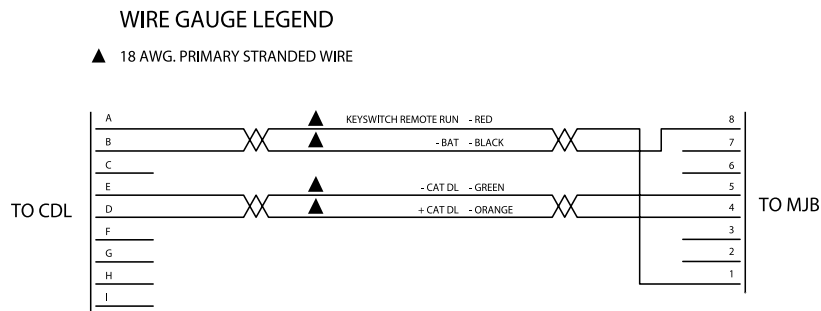 WIRE GAUGE LEGEND
▲ 18 AWG. PRIMARY STRANDED WIRE
A KEYSWITCH REMOTE RUN - RED 8
B - BAT - BLACK 7
C 6
E - CAT DL - GREEN 5
TO CDL D + CAT DL - ORANGE 4 TO MJB
F 3
G 2
H 1
I